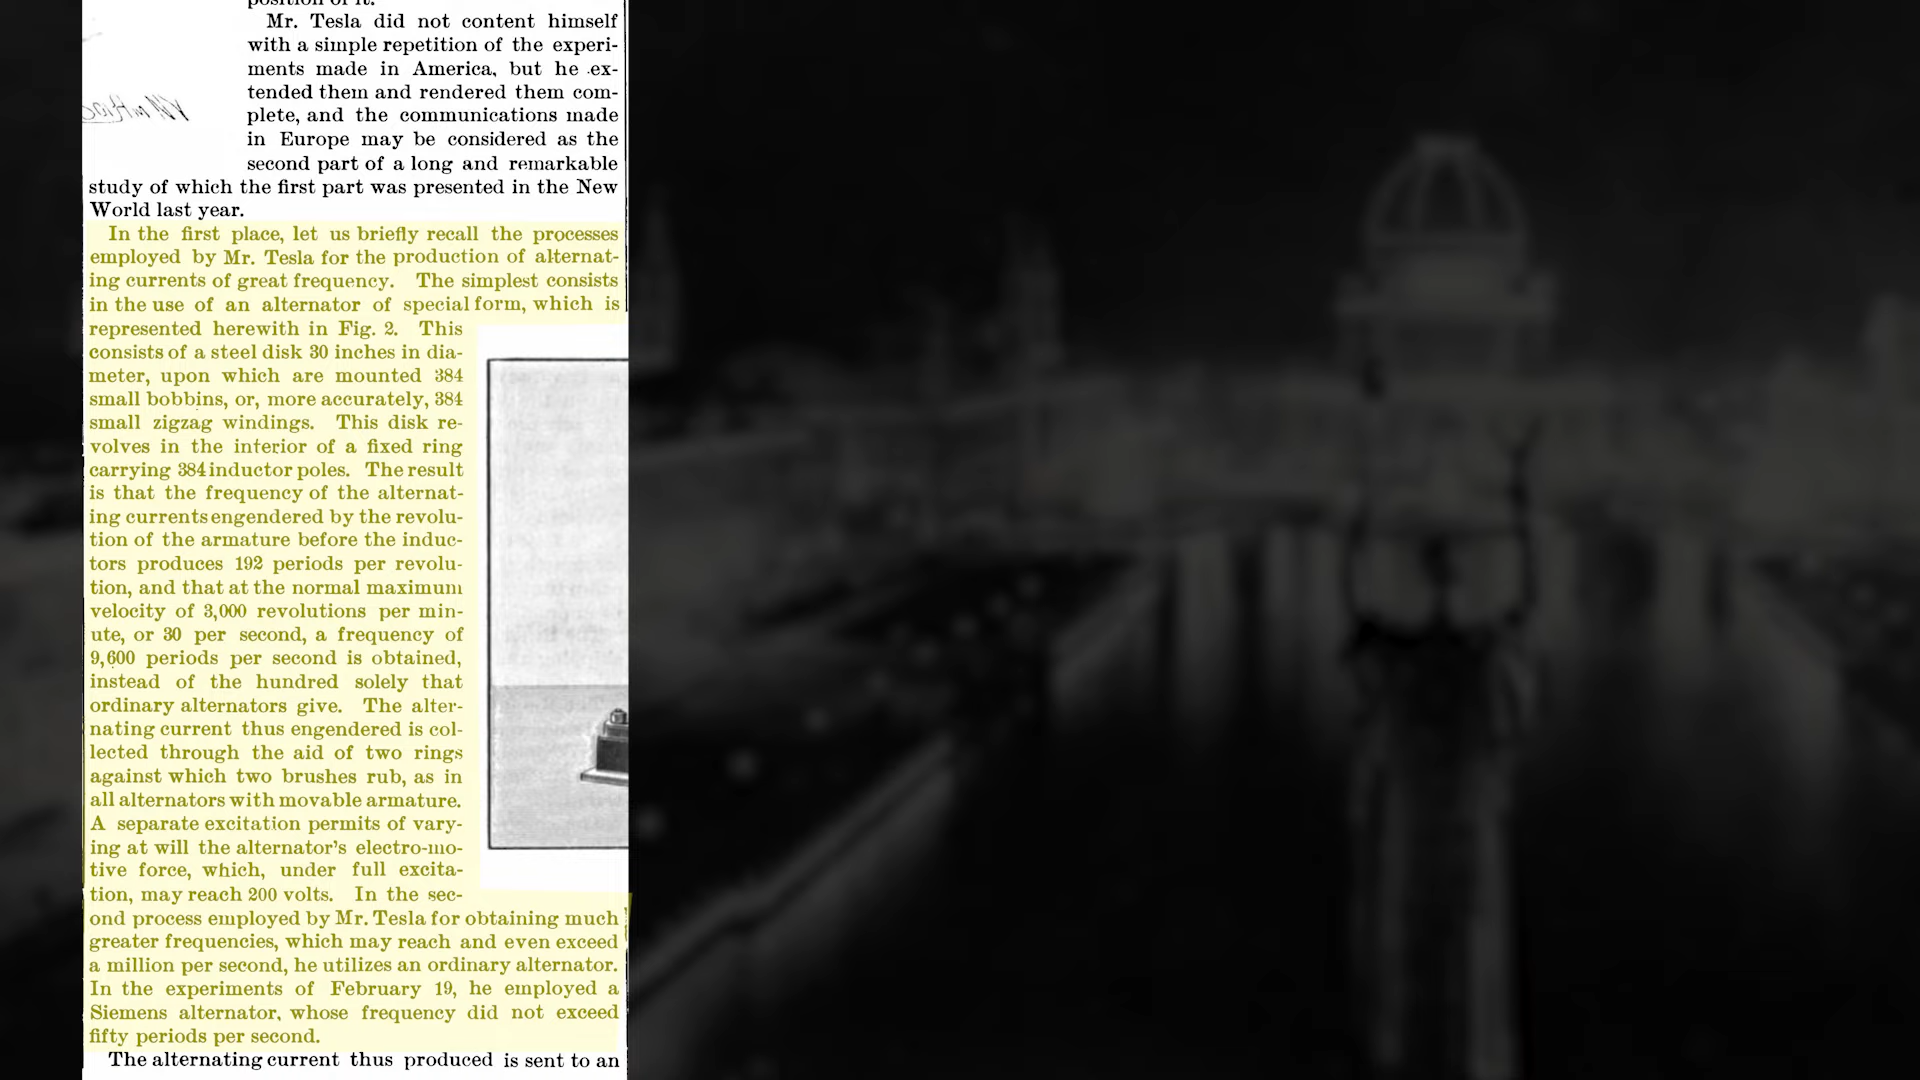 Mr. Tesla did not content himself
with a simple repetition of the experi-
ments made in America, but he ex-
tended them and rendered them com-
plete, and the communications made
in Europe may be considered as the
second part of a long and remarkable
study of which the first part was presented in the New
World last year.
In the first place, let us briefly recall the processes
employed by Mr. Tesla for the production of alternat-
ing currents of great frequency. The simplest consists
in the use of an alternator of special form, which is
represented herewith in Fig. 2. This
consists of a steel disk 30 inches in dia-
meter, upon which are mounted 384
small bobbins, or, more accurately, 384
small zigzag windings. This disk re-
volves in the interior of a fixed ring
carrying 384 inductor poles. The result
is that the frequency of the alternat-
ing currents engendered by the revolu-
tion of the armature before the induc-
tors produces 192 periods per revolu-
tion, and that at the normal maximum
velocity of 3,000 revolutions per min-
ute, or 30 per second, a frequency of
9,600 periods per second is obtained,
instead of the hundred solely that
ordinary alternators give. The alter-
nating current thus engendered is col-
lected through the aid of two rings
against which two brushes rub, as in
all alternators with movable armature.
A separate excitation permits of vary-
ing at will the alternator's electro-mo-
tive force, which, under full excita-
tion, may reach 200 volts. In the sec-
ond process employed by Mr. Tesla for obtaining much
greater frequencies, which may reach and even exceed
a million per second, he utilizes an ordinary alternator.
In the experiments of February 19, he employed a
Siemens alternator, whose frequency did not exceed
fifty periods per second.
The alternating current thus produced is sent to an